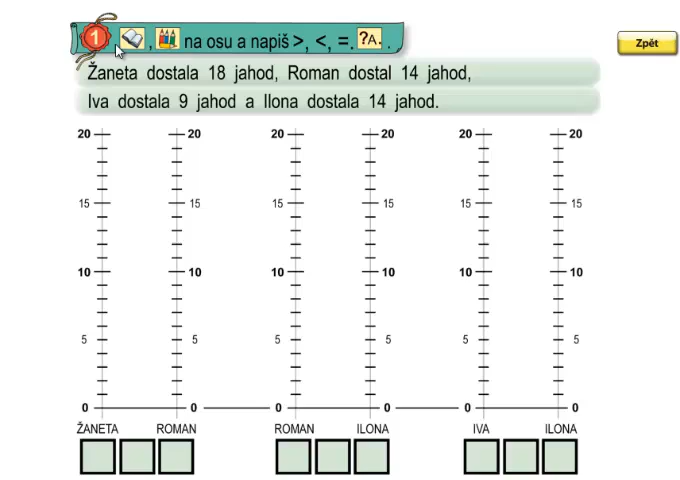 1 , na osu a napiš >, <, =. ?A. .
Zpět
Žaneta dostala 18 jahod, Roman dostal 14 jahod,
Iva dostala 9 jahod a Ilona dostala 14 jahod.
20 20 20 20 20 20
15 15 15 15 15 15
10 10 10 10 10 10
5 5 5 5 5 5
0 0 0 0 0 0
ŽANETA ROMAN ROMAN ILONA IVA ILONA